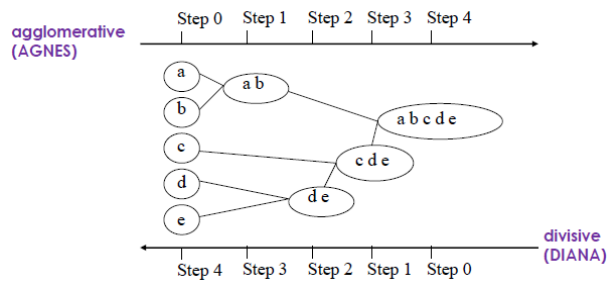 Step 0 Step 1 Step 2 Step 3 Step 4
agglomerative
(AGNES)
a
a b
b
a b c d e
c
c d e
d
d e
e
divisive
(DIANA)
Step 4 Step 3 Step 2 Step 1 Step 0